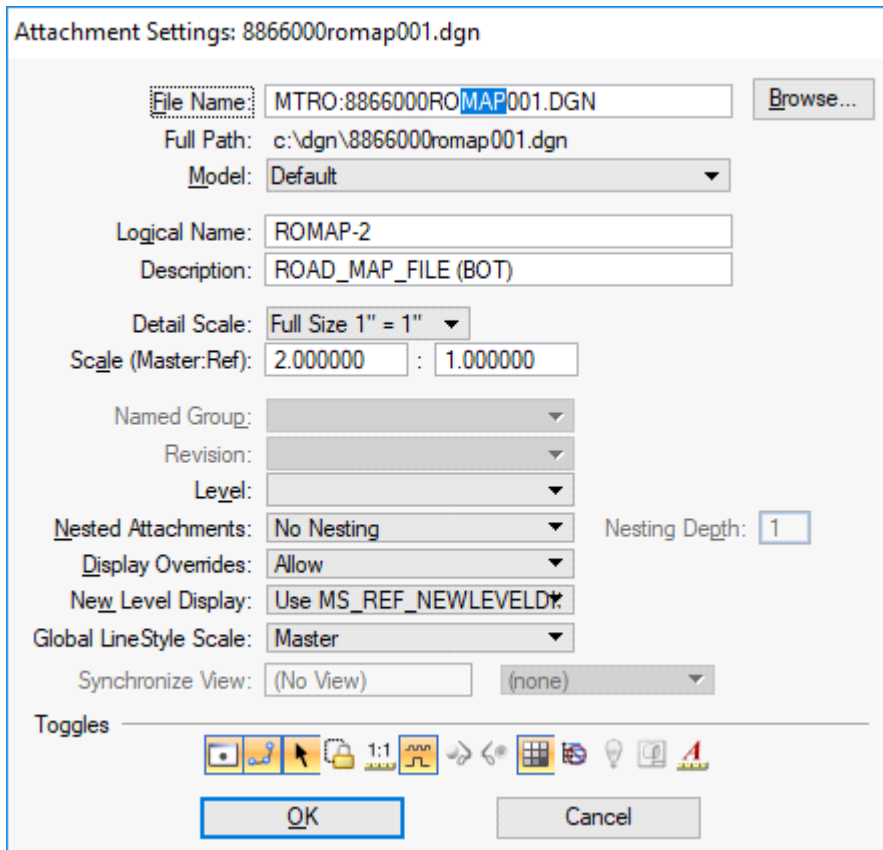 Attachment Settings: 8866000romap001.dgn
File Name: MTRO:8866000ROMAP001.DGN Browse...
Full Path: c:\dgn\8866000romap001.dgn
Model: Default
Logical Name: ROMAP-2
Description: ROAD_MAP_FILE (BOT)
Detail Scale: Full Size 1" = 1"
Scale (Master:Ref): 2.000000 : 1.000000
Named Group:
Revision:
Level:
Nested Attachments: No Nesting Nesting Depth: 1
Display Overrides: Allow
New Level Display: Use MS_REF_NEWLEVELDI
Global LineStyle Scale: Master
Synchronize View: (No View) (none)
Toggles
1:1 A
OK Cancel